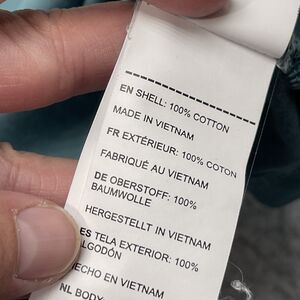 EN SHELL: 100% COTTON
MADE IN VIETNAM
FR EXTÉRIEUR: 100% COTON
FABRIQUÉ AU VIETNAM
DE OBERSTOFF: 100%
BAUMWOLLE
HERGESTELLT IN VIETNAM
ES TELA EXTERIOR: 100%
ALGODÓN
HECHO EN VIETNAM
NL BODY